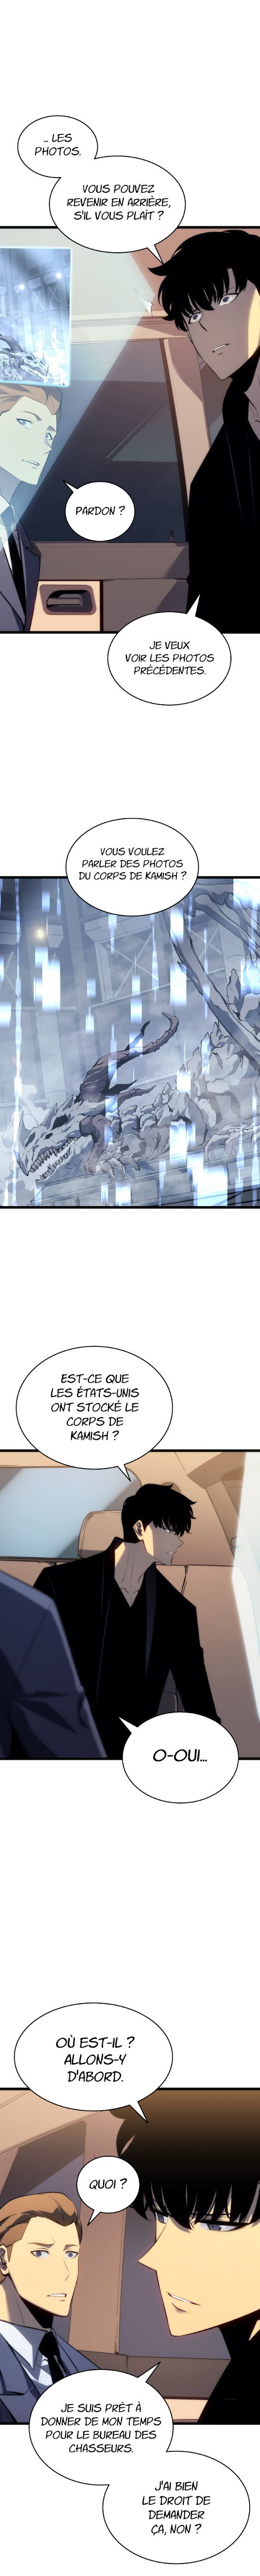 ... LES
PHOTOS.
VOUS POUVEZ
REVENIR EN ARRIÈRE,
S'IL VOUS PLAÎT ?
PARDON ?
JE VEUX
VOIR LES PHOTOS
PRÉCÉDENTES.
VOUS VOULEZ
PARLER DES PHOTOS
DU CORPS DE KAMISH ?
EST-CE QUE
LES ÉTATS-UNIS
ONT STOCKÉ LE
CORPS DE
KAMISH ?
O-OUI...
OÙ EST-IL ?
ALLONS-Y
D'ABORD.
QUOI ?
JE SUIS PRÊT À
DONNER DE MON TEMPS
POUR LE BUREAU DES
CHASSEURS.
J'AI BIEN
LE DROIT DE
DEMANDER
ÇA, NON ?